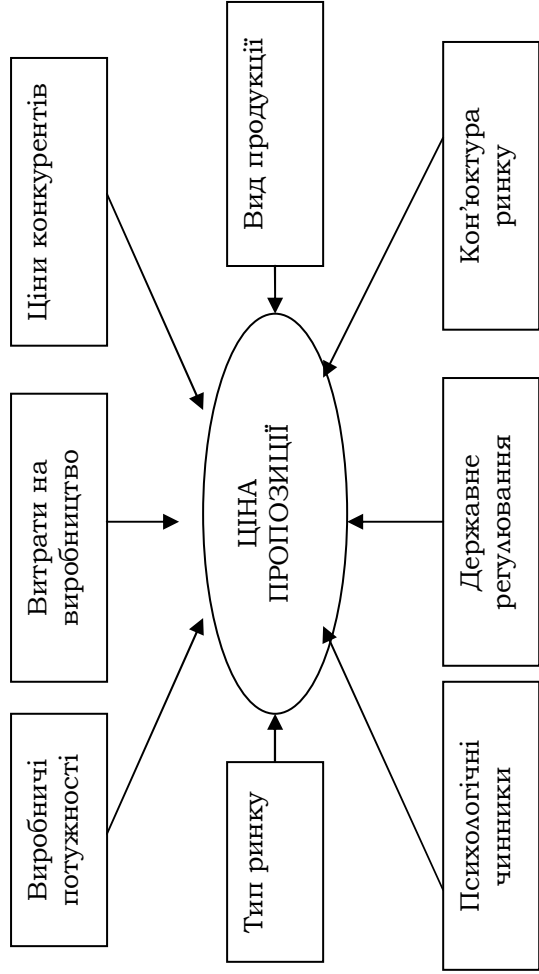 Виробничі
потужності
Витрати на
виробництво
Ціни конкурентів
Тип ринку
ЦІНА
ПРОПОЗИЦІЇ
Вид продукції
Психологічні
чинники
Державне
регулювання
Кон’юктура
ринку